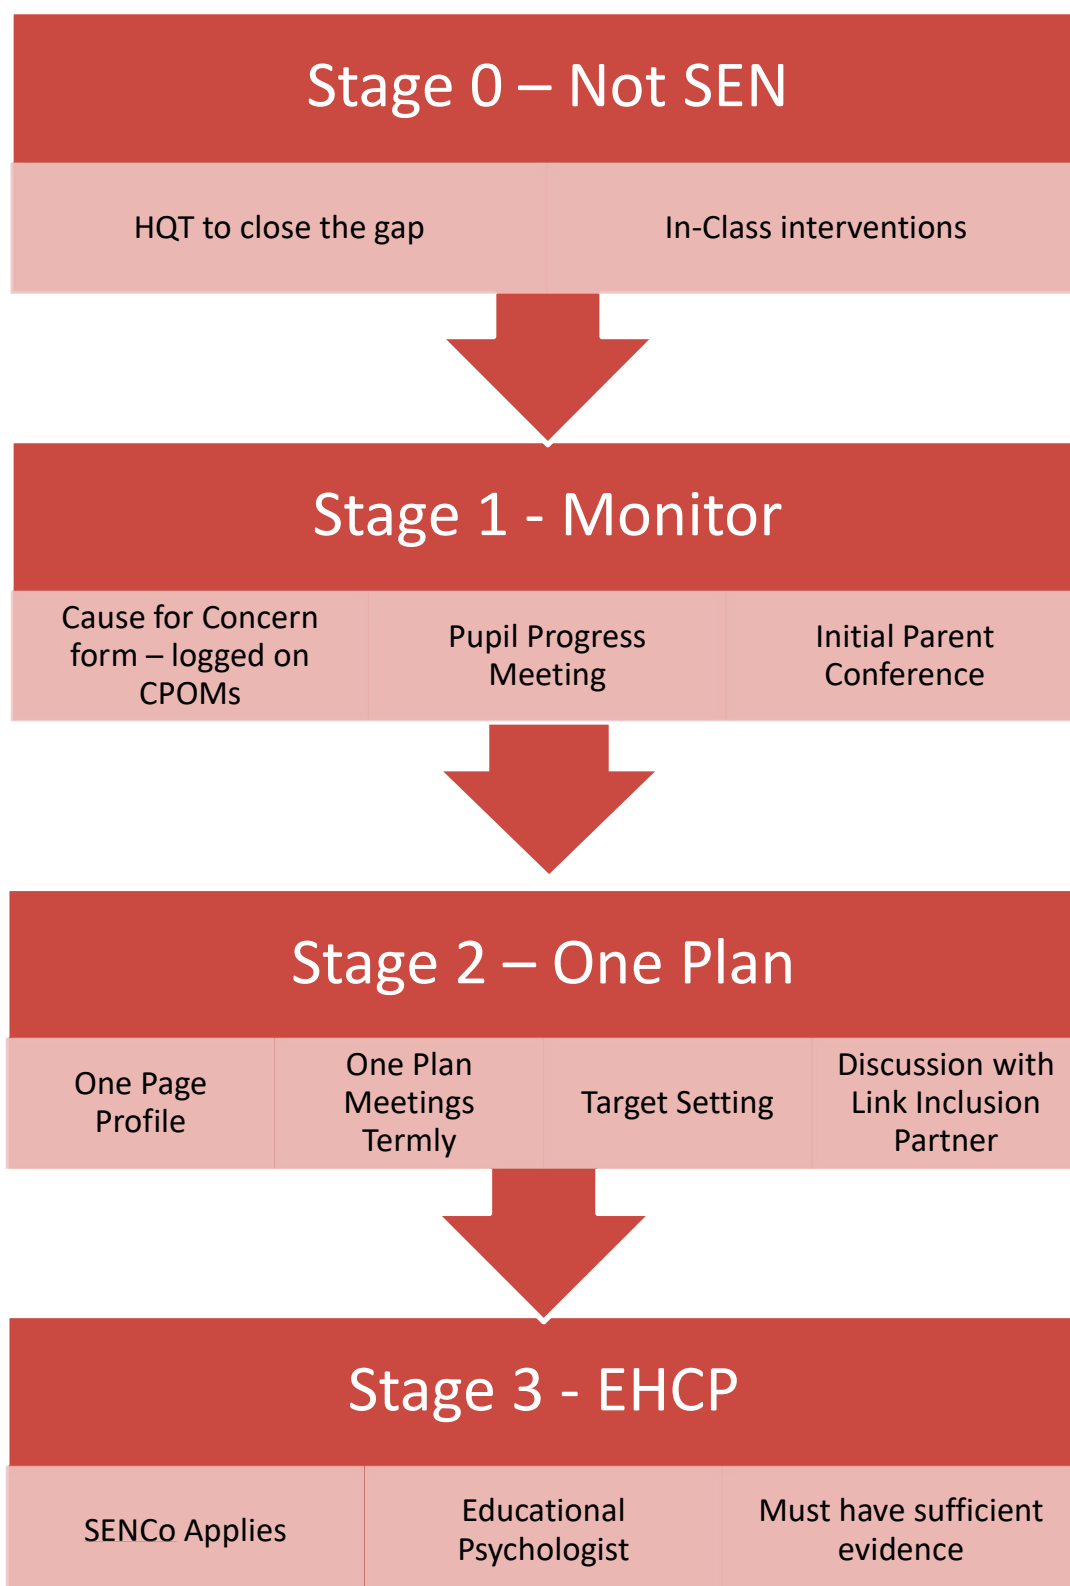 Stage 0 – Not SEN
HQT to close the gap
In-Class interventions
Stage 1 - Monitor
Cause for Concern
form – logged on
CPOMs
Pupil Progress
Meeting
Initial Parent
Conference
Stage 2 – One Plan
One Page
Profile
One Plan
Meetings
Termly
Target Setting
Discussion with
Link Inclusion
Partner
Stage 3 - EHCP
SENCo Applies
Educational
Psychologist
Must have sufficient
evidence